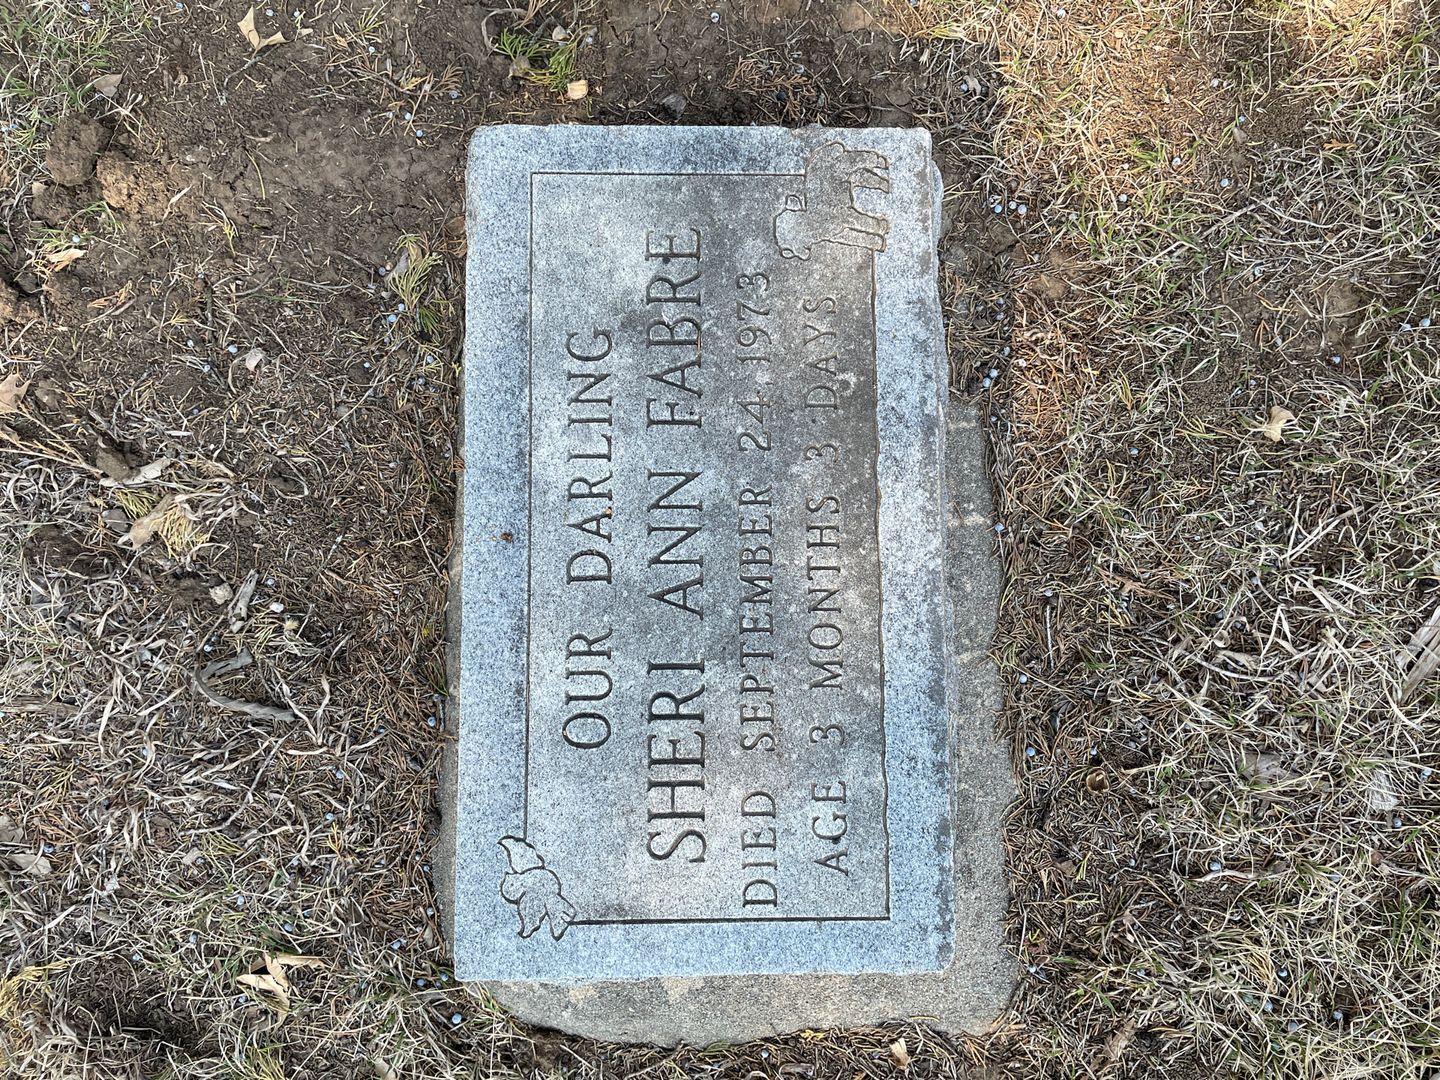 OUR DARLING
SHERI ANN FABRE
DIED SEPTEMBER 24, 1973
AGE 3 MONTHS 3 DAYS